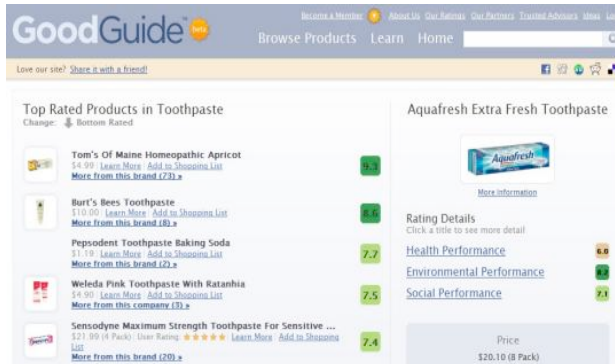 Become a Member About Us Our Ratings Our Partners Trusted Advisors Ideas
GoodGuide beta
Browse Products Learn Home
Love our site? Share it with a friend!
Top Rated Products in Toothpaste
Change: Bottom Rated
Tom's Of Maine Homeopathic Apricot
$4.99 Learn More Add to Shopping List
More from this brand (73) »
9.3
Burt's Bees Toothpaste
$10.00 Learn More Add to Shopping List
More from this brand (8) »
8.6
Pepsodent Toothpaste Baking Soda
$1.19 Learn More Add to Shopping List
More from this brand (2) »
7.7
Weleda Pink Toothpaste With Ratanhia
$4.90 Learn More Add to Shopping List
More from this company (3) »
7.5
Sensodyne Maximum Strength Toothpaste For Sensitive ...
$21.99 (4 Pack) User Rating: Learn More Add to Shopping
List
More from this brand (20) »
7.4
Aquafresh Extra Fresh Toothpaste
Aquafresh
More Information
Rating Details
Click a title to see more detail
Health Performance 6.0
Environmental Performance 8.2
Social Performance 7.1
Price
$20.10 (8 Pack)